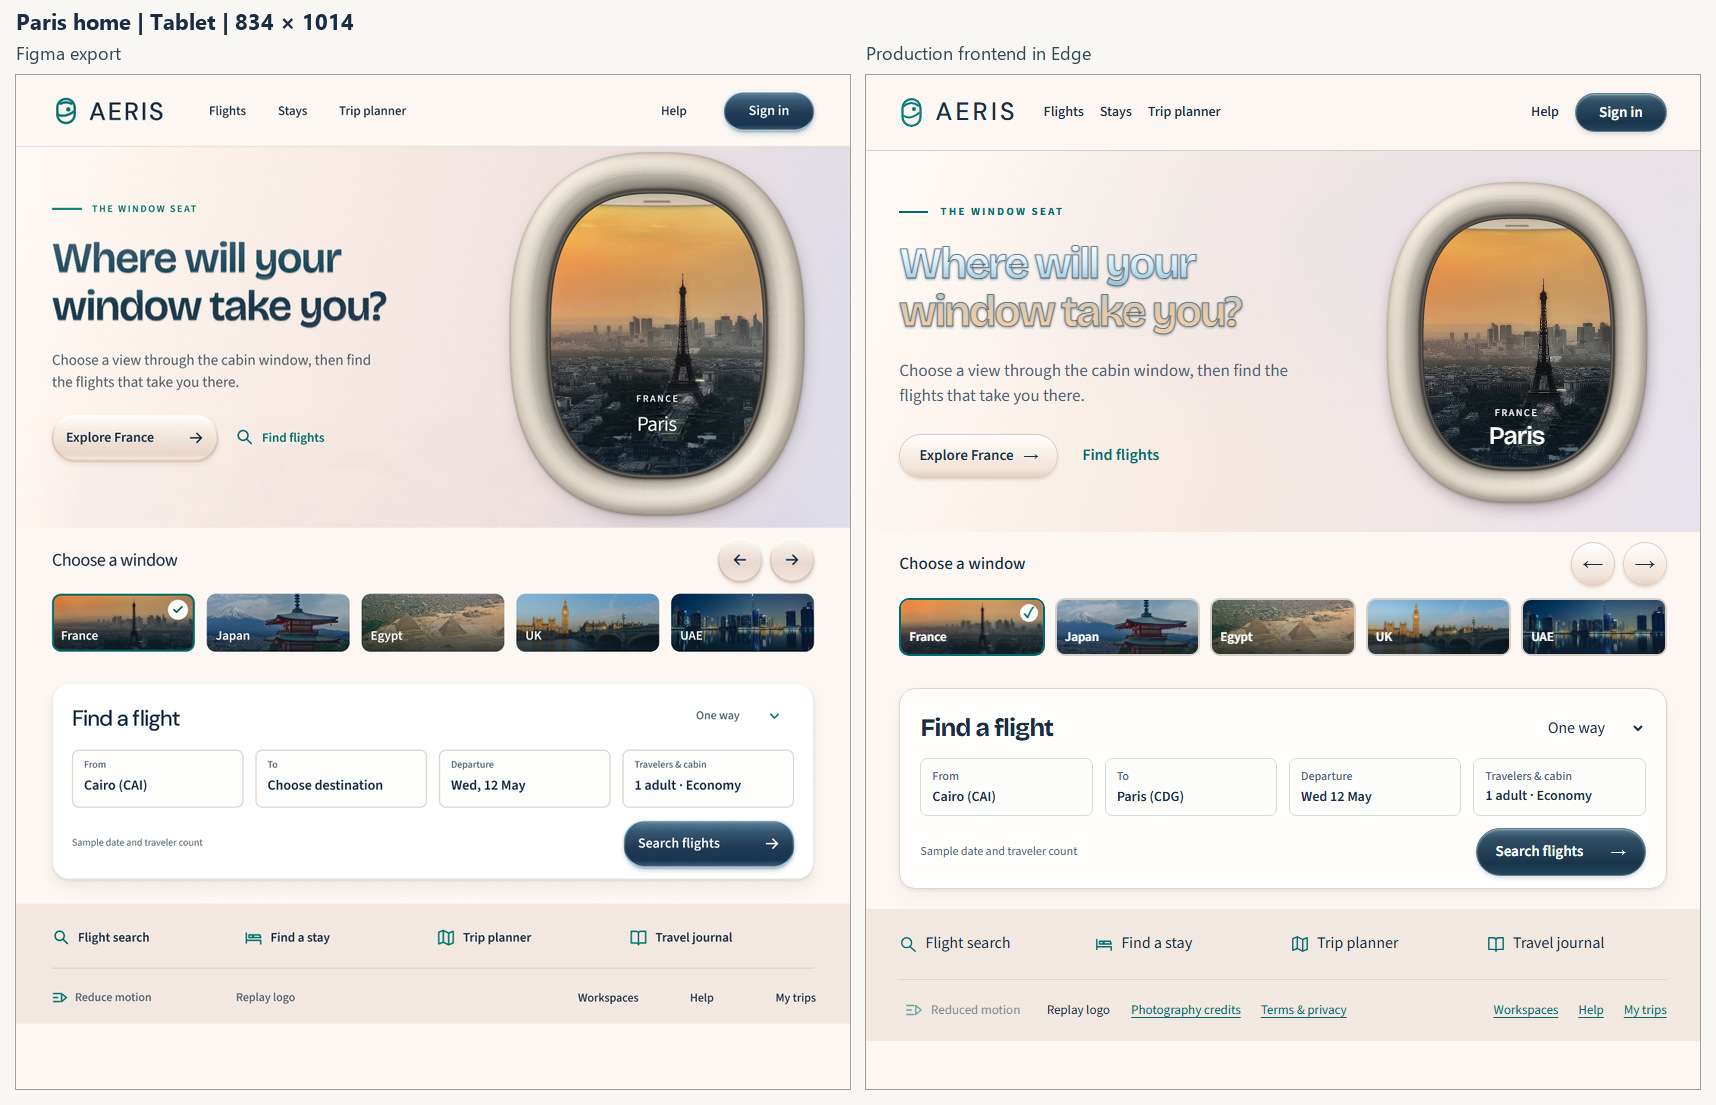 Paris home | Tablet | 834 × 1014
Figma export
AERIS
Flights
Stays
Trip planner
Help
Sign in
THE WINDOW SEAT
Where will your
window take you?
Choose a view through the cabin window, then find
the flights that take you there.
Explore France →
Find flights
FRANCE
Paris
Choose a window
← →
France
Japan
Egypt
UK
UAE
Find a flight
One way
From
Cairo (CAI)
To
Choose destination
Departure
Wed, 12 May
Travelers & cabin
1 adult · Economy
Sample date and traveler count
Search flights →
Flight search
Find a stay
Trip planner
Travel journal
Reduce motion
Replay logo
Workspaces
Help
My trips
Production frontend in Edge
AERIS
Flights
Stays
Trip planner
Help
Sign in
THE WINDOW SEAT
Where will your
window take you?
Choose a view through the cabin window, then find the
flights that take you there.
Explore France →
Find flights
FRANCE
Paris
Choose a window
← →
France
Japan
Egypt
UK
UAE
Find a flight
One way
From
Cairo (CAI)
To
Paris (CDG)
Departure
Wed 12 May
Travelers & cabin
1 adult · Economy
Sample date and traveler count
Search flights →
Flight search
Find a stay
Trip planner
Travel journal
Reduced motion
Replay logo
Photography credits
Terms & privacy
Workspaces
Help
My trips